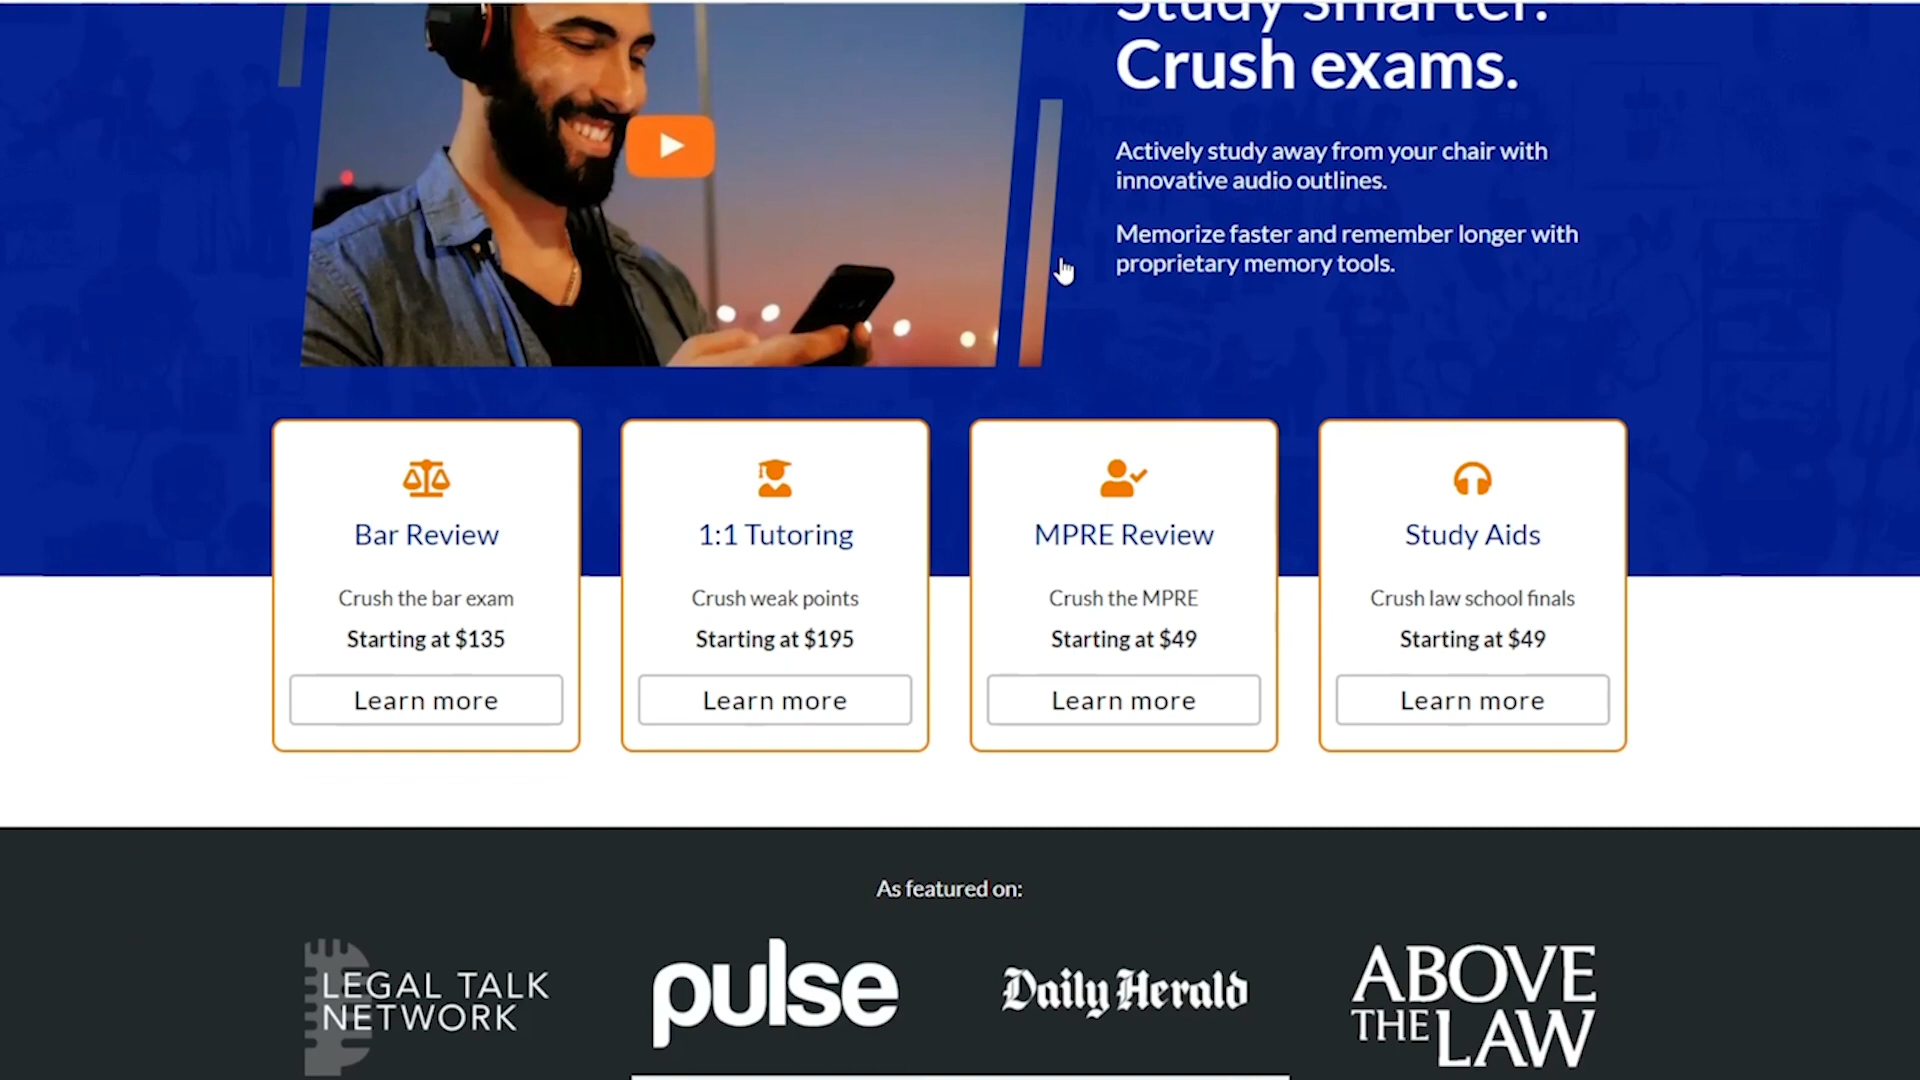 Study smarter.
Crush exams.
Actively study away from your chair with
innovative audio outlines.
Memorize faster and remember longer with
proprietary memory tools.
Bar Review
Crush the bar exam
Starting at $135
Learn more
1:1 Tutoring
Crush weak points
Starting at $195
Learn more
MPRE Review
Crush the MPRE
Starting at $49
Learn more
Study Aids
Crush law school finals
Starting at $49
Learn more
As featured on:
LEGAL TALK
NETWORK
pulse
Daily Herald
ABOVE
THE LAW